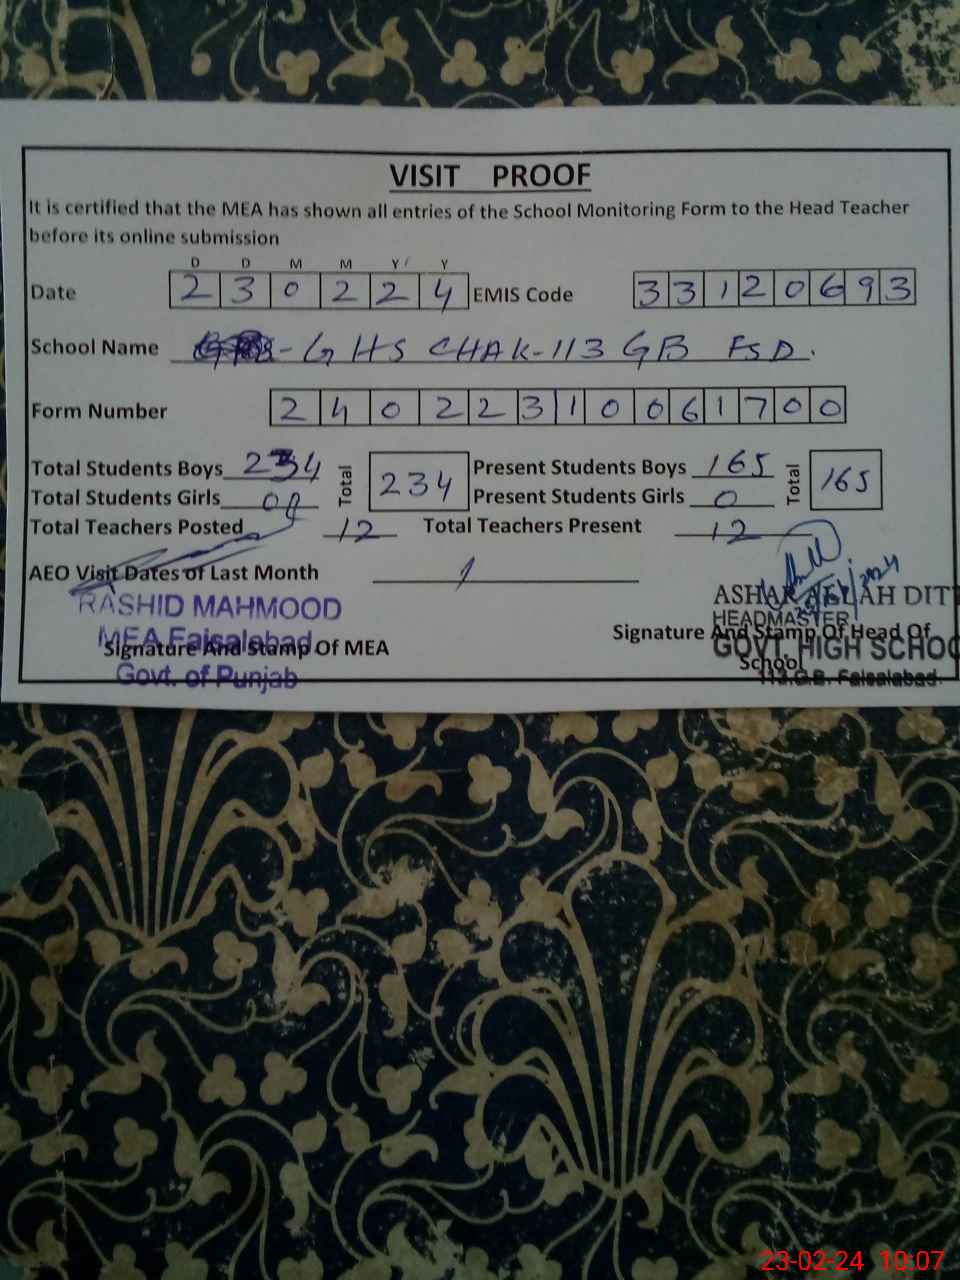 VISIT PROOF
It is certified that the MEA has shown all entries of the School Monitoring Form to the Head Teacher
before its online submission
D D M M Y Y
Date 2 3 0 2 2 4 EMIS Code 3 3 1 2 0 6 9 3
School Name - GHS CHAK-113 GB FSD.
Form Number 2 4 0 2 2 3 1 0 0 6 1 7 0 0
Total Students Boys 234 Total 234 Present Students Boys 165 Total 165
Total Students Girls Present Students Girls 0
Total Teachers Posted 12 Total Teachers Present 12
AEO Visit Dates of Last Month
RASHID MAHMOOD
MEA Faisalabad
Signature And Stamp Of MEA
Govt. of Punjab
HEADMASTER
Signature And Stamp Of Head Of
School
GOVT. HIGH SCHOO
113.G.B. Faisalabad.
23-02-24 10:07